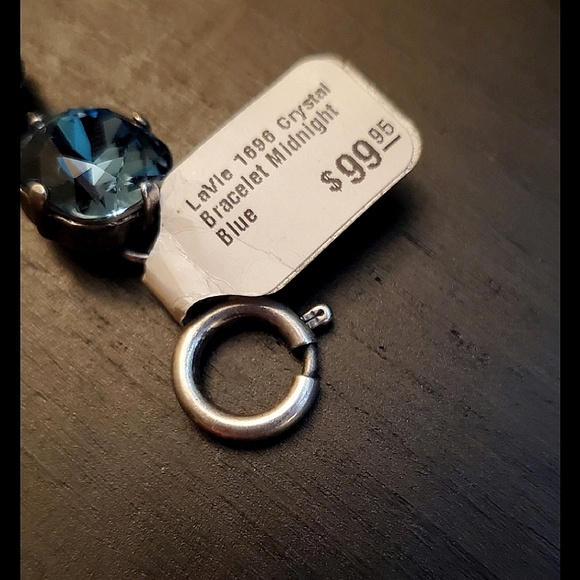 LaVie 1696 Crystal
Bracelet Midnight
Blue
$99.95